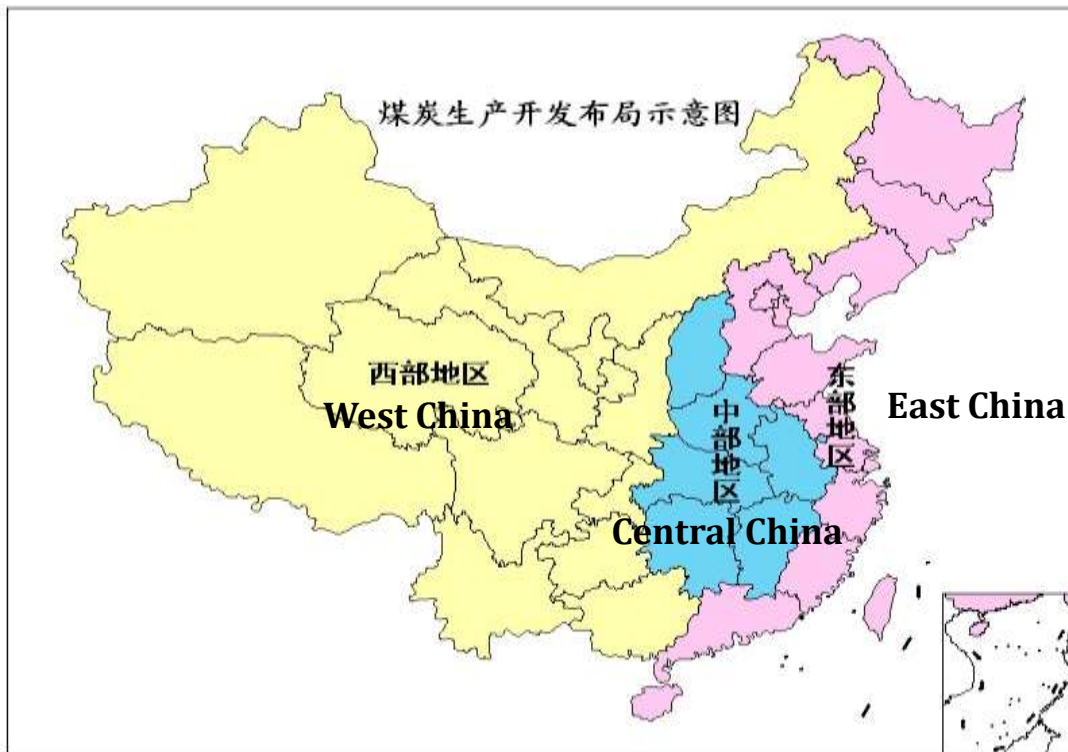 煤炭生产开发布局示意图
西部地区
West China
中部地区
Central China
东部地区
East China